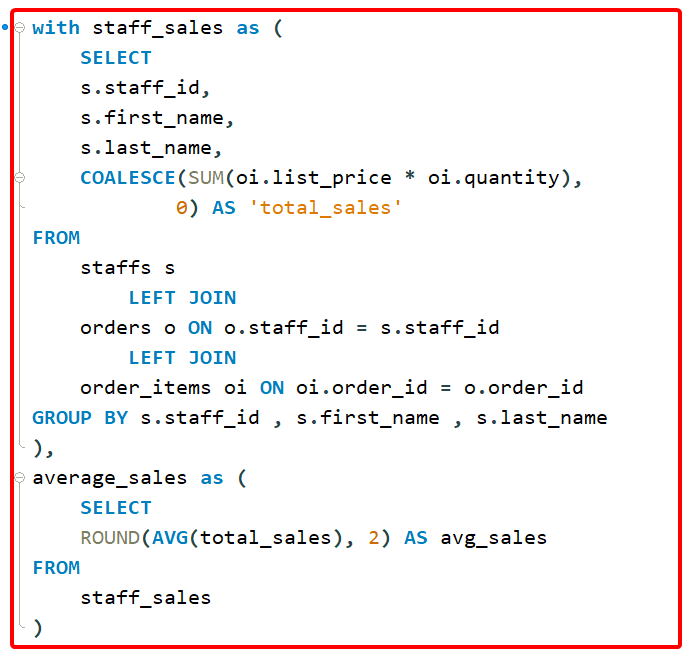 with staff_sales as (
SELECT
s.staff_id,
s.first_name,
s.last_name,
COALESCE(SUM(oi.list_price * oi.quantity),
0) AS 'total_sales'
FROM
staffs s
LEFT JOIN
orders o ON o.staff_id = s.staff_id
LEFT JOIN
order_items oi ON oi.order_id = o.order_id
GROUP BY s.staff_id , s.first_name , s.last_name
),
average_sales as (
SELECT
ROUND(AVG(total_sales), 2) AS avg_sales
FROM
staff_sales
)